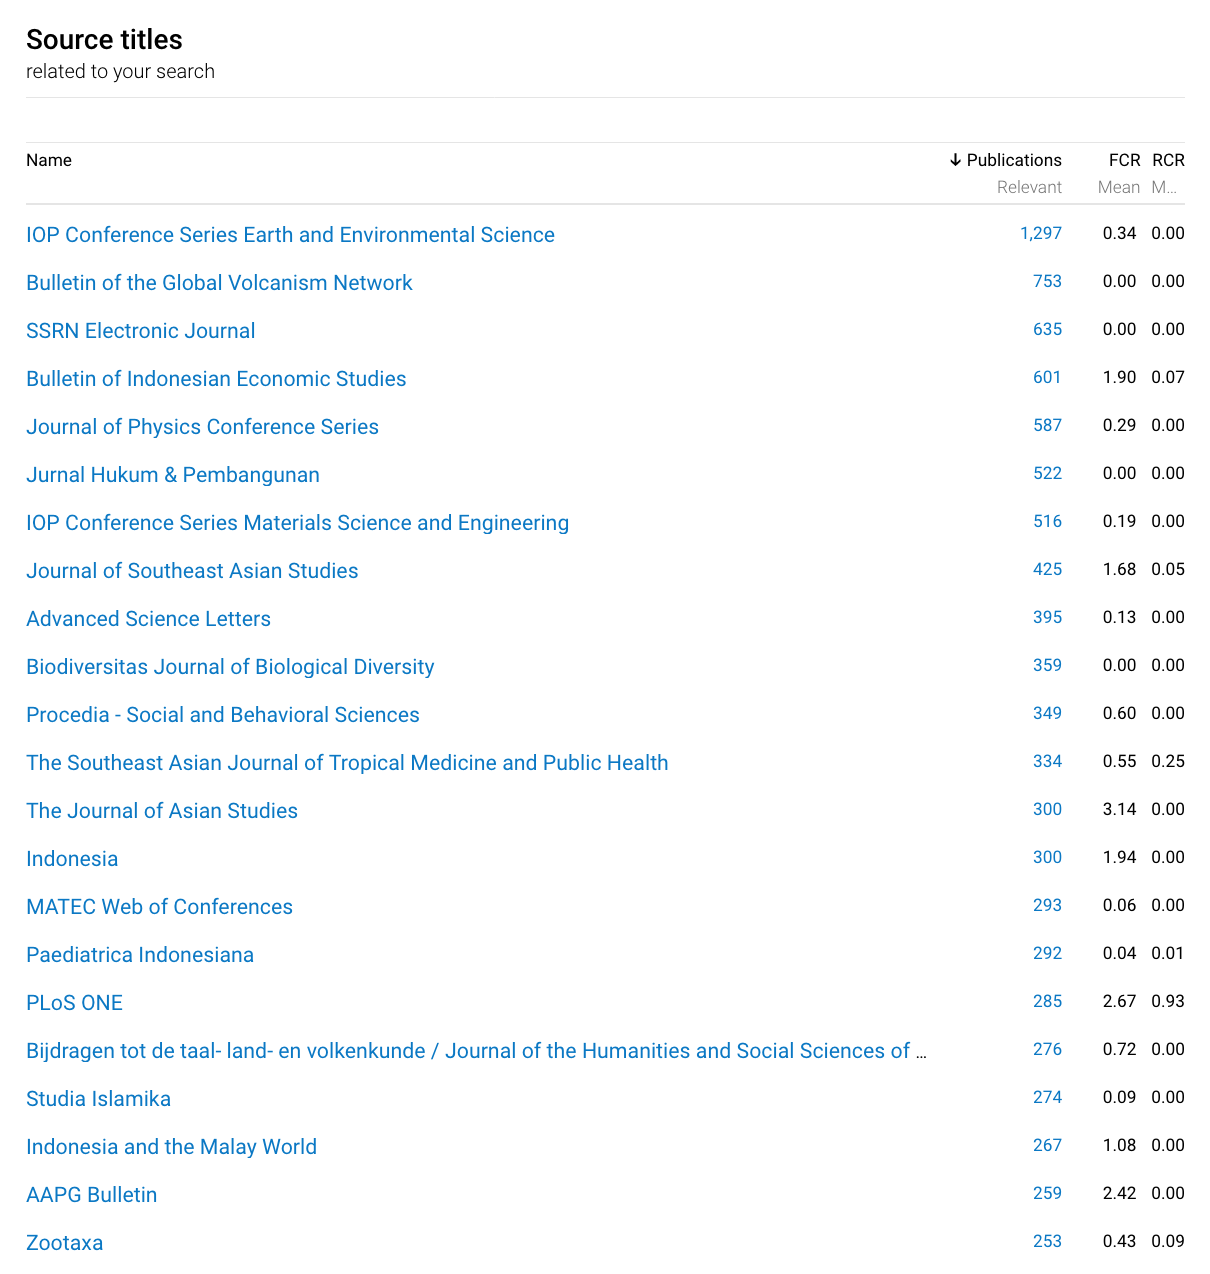 Source titles
related to your search
Name ↓ Publications FCR RCR
Relevant Mean M...
IOP Conference Series Earth and Environmental Science 1,297 0.34 0.00
Bulletin of the Global Volcanism Network 753 0.00 0.00
SSRN Electronic Journal 635 0.00 0.00
Bulletin of Indonesian Economic Studies 601 1.90 0.07
Journal of Physics Conference Series 587 0.29 0.00
Jurnal Hukum & Pembangunan 522 0.00 0.00
IOP Conference Series Materials Science and Engineering 516 0.19 0.00
Journal of Southeast Asian Studies 425 1.68 0.05
Advanced Science Letters 395 0.13 0.00
Biodiversitas Journal of Biological Diversity 359 0.00 0.00
Procedia - Social and Behavioral Sciences 349 0.60 0.00
The Southeast Asian Journal of Tropical Medicine and Public Health 334 0.55 0.25
The Journal of Asian Studies 300 3.14 0.00
Indonesia 300 1.94 0.00
MATEC Web of Conferences 293 0.06 0.00
Paediatrica Indonesiana 292 0.04 0.01
PLoS ONE 285 2.67 0.93
Bijdragen tot de taal- land- en volkenkunde / Journal of the Humanities and Social Sciences of ... 276 0.72 0.00
Studia Islamika 274 0.09 0.00
Indonesia and the Malay World 267 1.08 0.00
AAPG Bulletin 259 2.42 0.00
Zootaxa 253 0.43 0.09